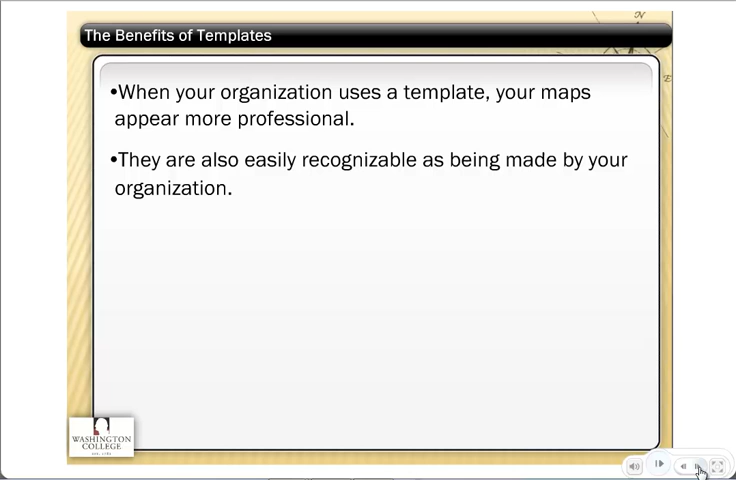 The Benefits of Templates
•When your organization uses a template, your maps
appear more professional.
•They are also easily recognizable as being made by your
organization.
N
E
WASHINGTON
COLLEGE